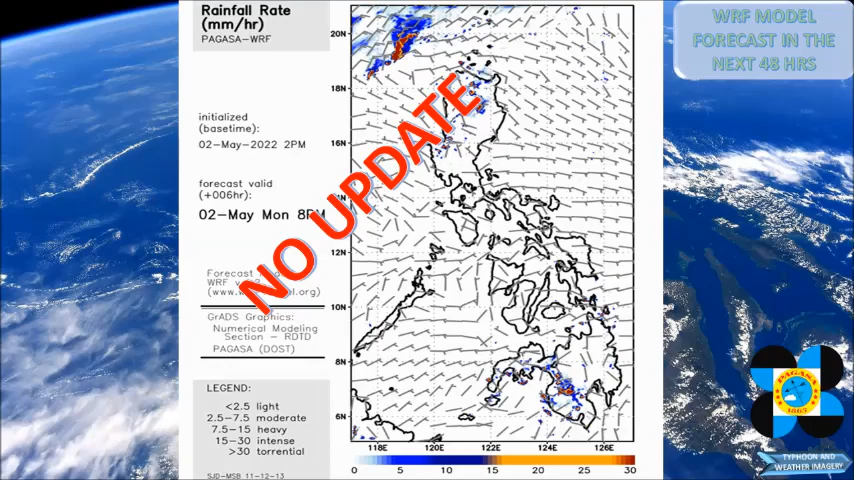 Rainfall Rate
(mm/hr)
PAGASA-WRF
initialized
(basetime):
02-May-2022 2PM
forecast valid
(+006hr):
02-May Mon 8PM
Forecast
WRF
(www.
el.org)
GrADS Graphics:
Numerical Modeling
Section - RDTD
PAGASA (DOST)
LEGEND:
<2.5 light
2.5-7.5 moderate
7.5-15 heavy
15-30 intense
>30 torrential
SJD-MSB 11-12-13
NO UPDATE
20N
18N
16N
12N
10N
8N
6N
118E 120E 122E 124E 126E
0 5 10 15 20 25 30
WRF MODEL
FORECAST IN THE
NEXT 48 HRS
PAGASA
1865
TYPHOON AND
WEATHER IMAGERY